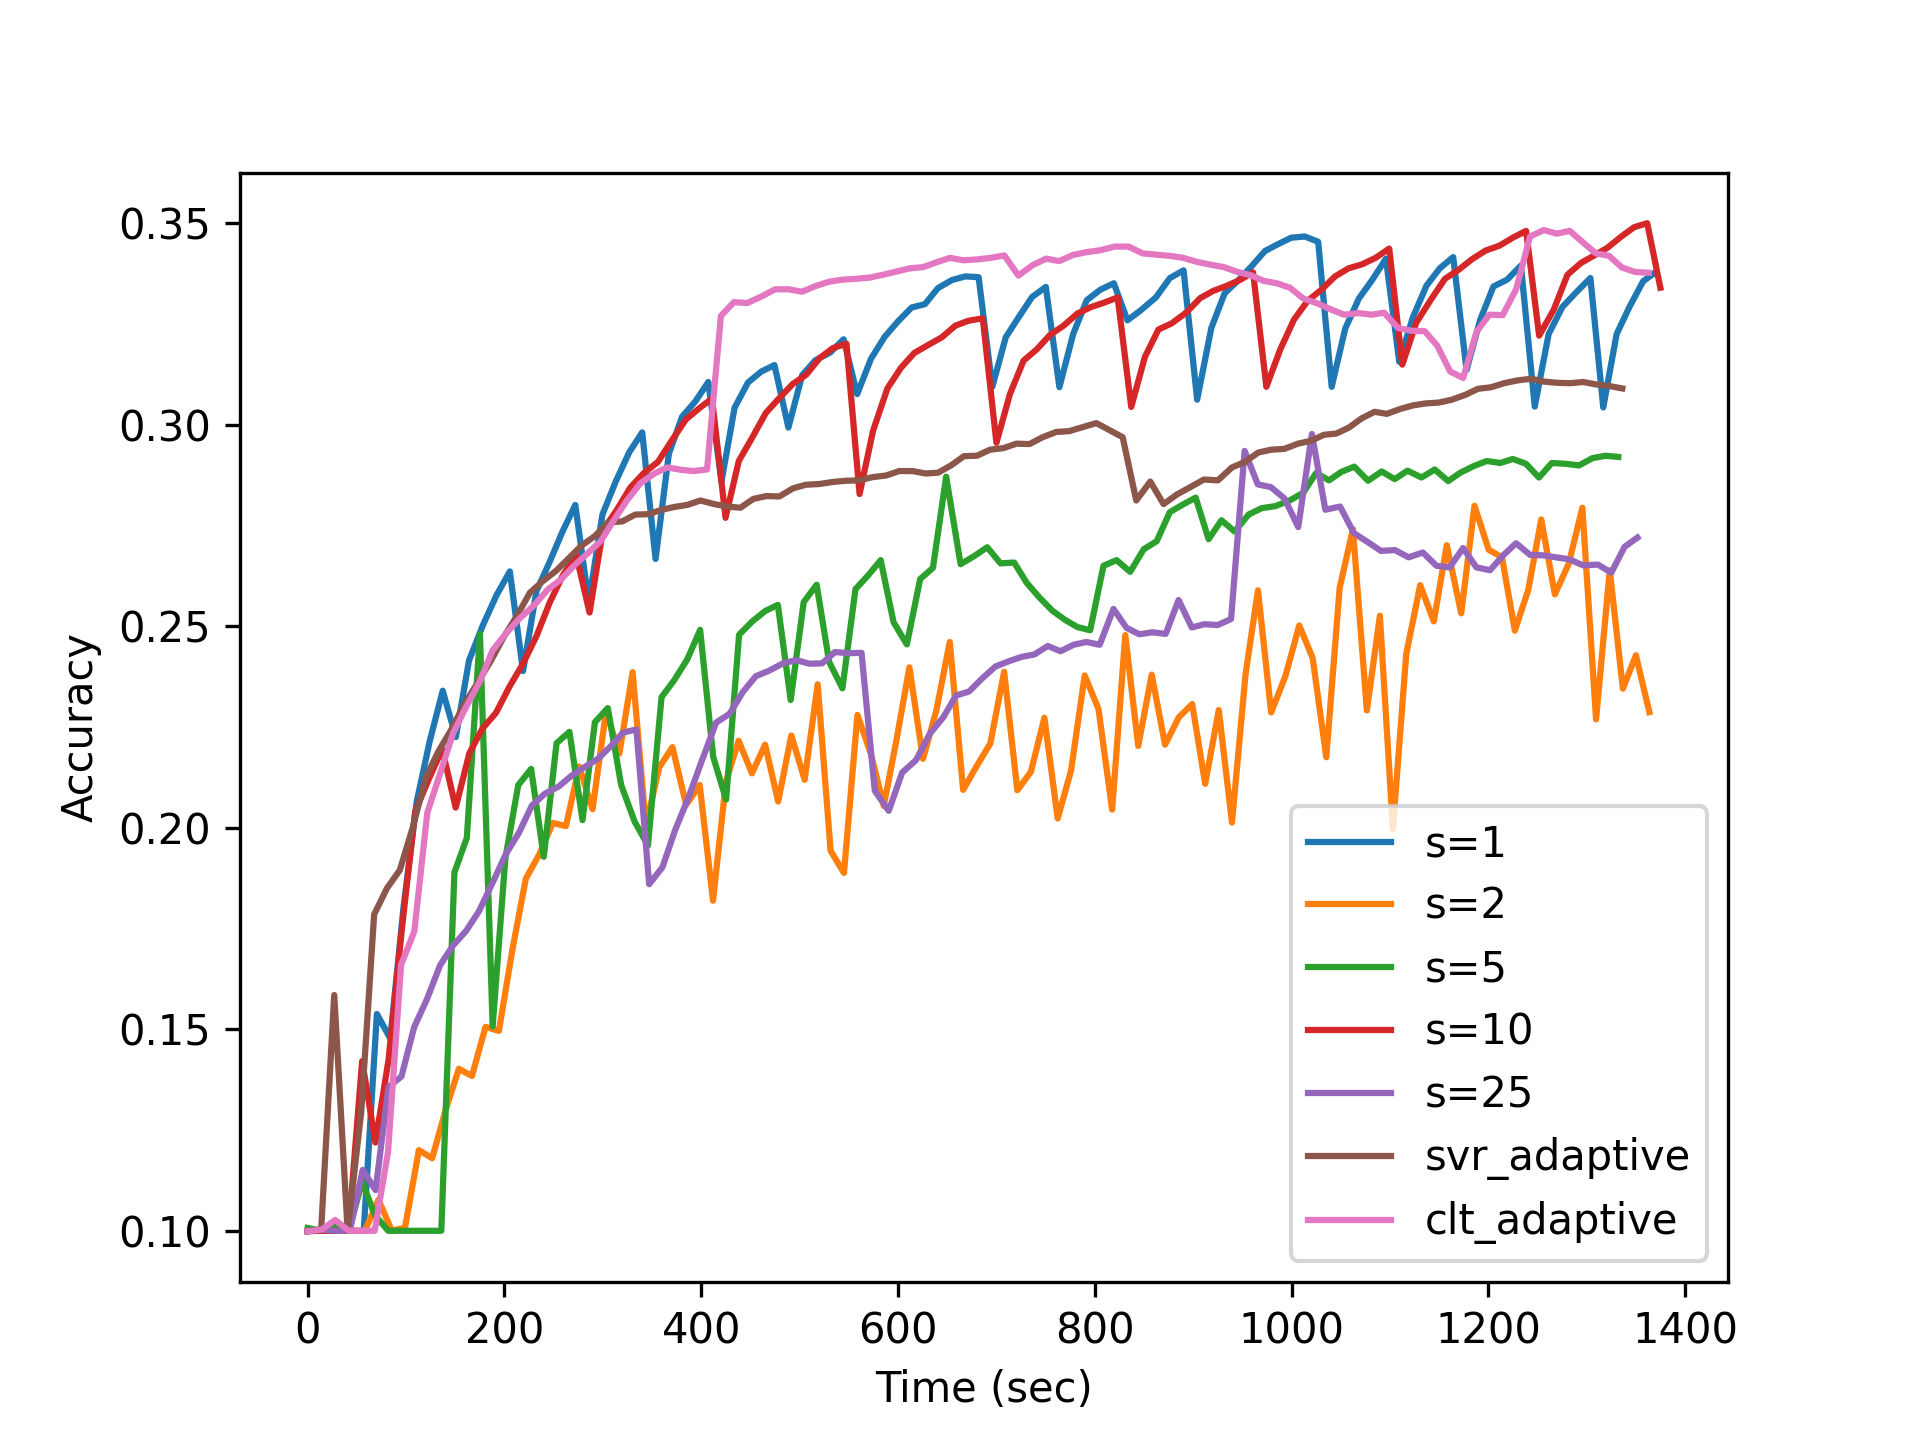 0.35
0.30
0.25
0.20
0.15
0.10
Accuracy
0 200 400 600 800 1000 1200 1400
Time (sec)
s=1
s=2
s=5
s=10
s=25
svr_adaptive
clt_adaptive